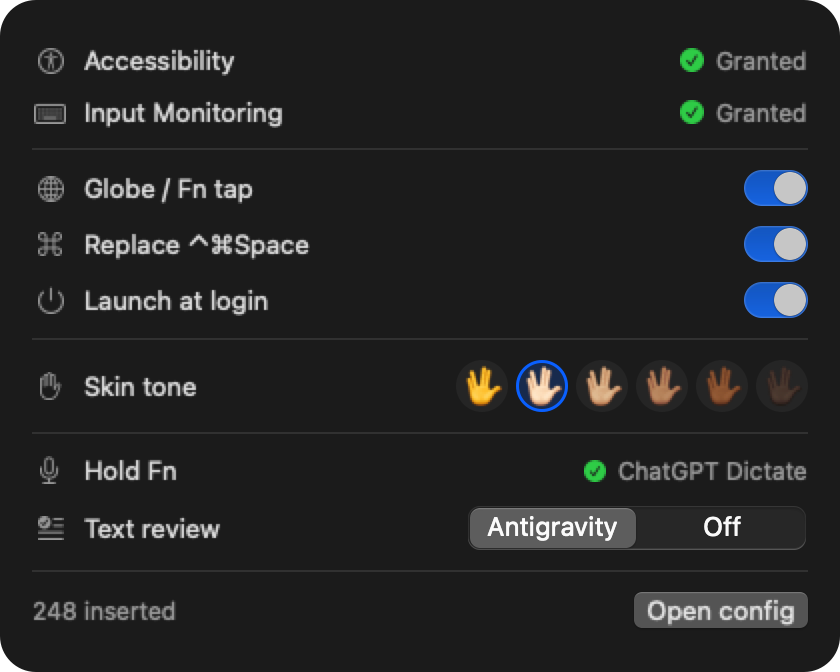 Accessibility Granted
Input Monitoring Granted
Globe / Fn tap
Replace ^⌘Space
Launch at login
Skin tone
Hold Fn ChatGPT Dictate
Text review Antigravity Off
248 inserted Open config